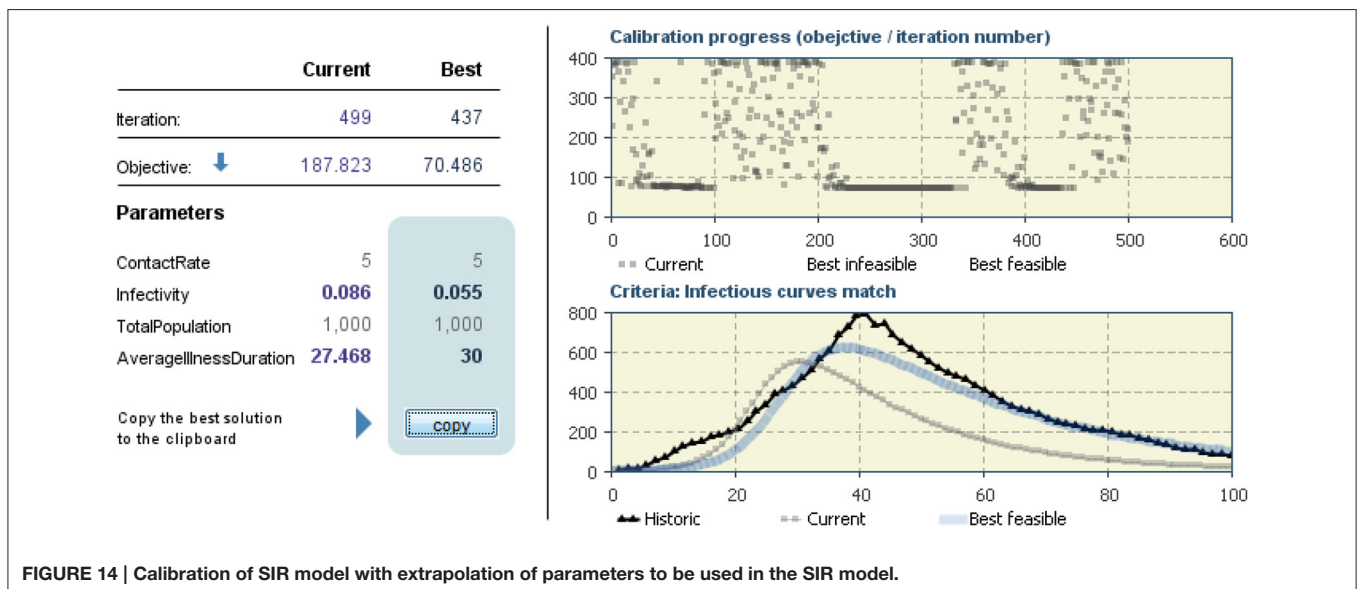 Current Best
Iteration: 499 437
Objective: 187.823 70.486
Parameters
ContactRate 5 5
Infectivity 0.086 0.055
TotalPopulation 1,000 1,000
AverageIllnessDuration 27.468 30
Copy the best solution
to the clipboard
copy
Calibration progress (obejctive / iteration number)
400
300
200
100
0
0 100 200 300 400 500 600
Current Best infeasible Best feasible
Criteria: Infectious curves match
800
600
400
200
0
0 20 40 60 80 100
Historic Current Best feasible
FIGURE 14 | Calibration of SIR model with extrapolation of parameters to be used in the SIR model.